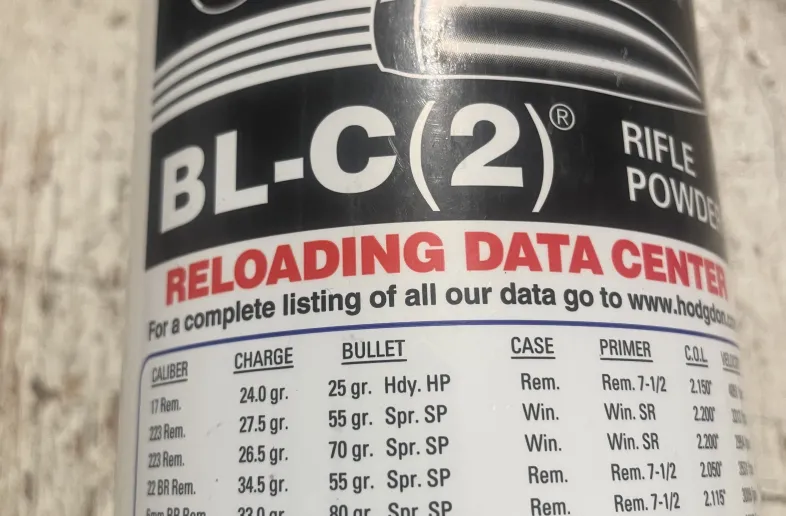 BL-C(2)®
RIFLE
POWDE
RELOADING DATA CENTER
For a complete listing of all our data go to www.hodgdon.co
CALIBER CHARGE BULLET CASE PRIMER C.O.L.
17 Rem. 24.0 gr. 25 gr. Hdy. HP Rem. Rem. 7-1/2 2.150"
223 Rem. 27.5 gr. 55 gr. Spr. SP Win. Win. SR 2.200"
223 Rem. 26.5 gr. 70 gr. Spr. SP Win. Win. SR 2.200"
22 BR Rem. 34.5 gr. 55 gr. Spr. SP Rem. Rem. 7-1/2 2.050"
6mm BR Rem. 80 gr. Spr. SP Rem. Rem. 7-1/2 2.115"